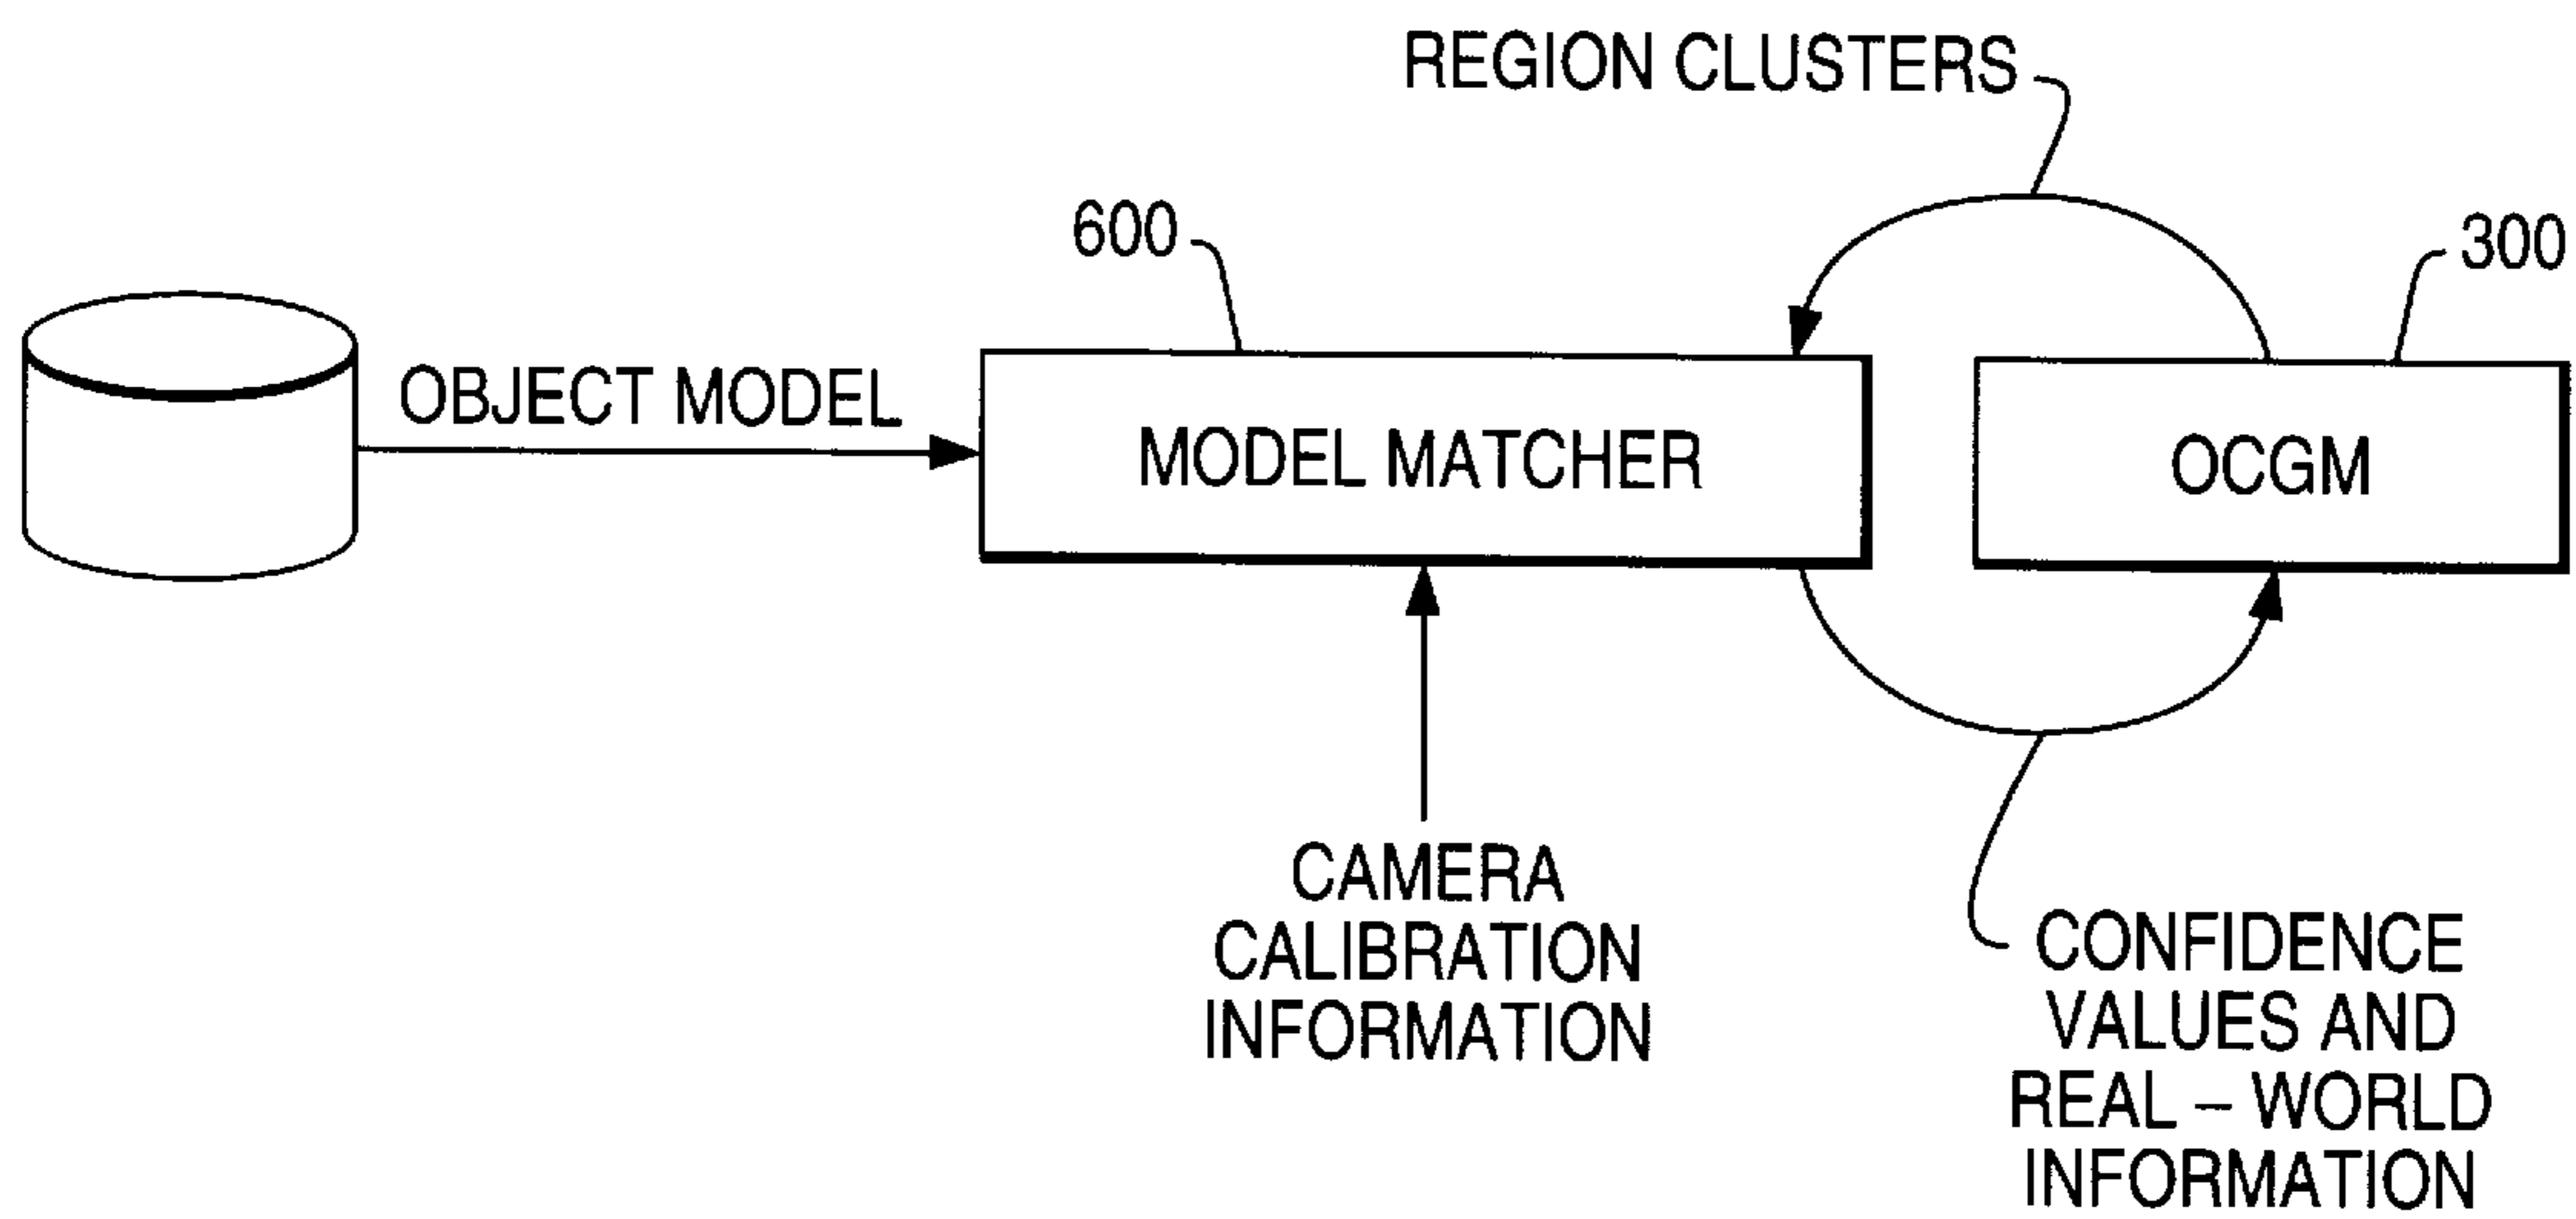 REGION CLUSTERS
600
300
OBJECT MODEL
MODEL MATCHER
OCGM
CAMERA
CALIBRATION
INFORMATION
CONFIDENCE
VALUES AND
REAL – WORLD
INFORMATION